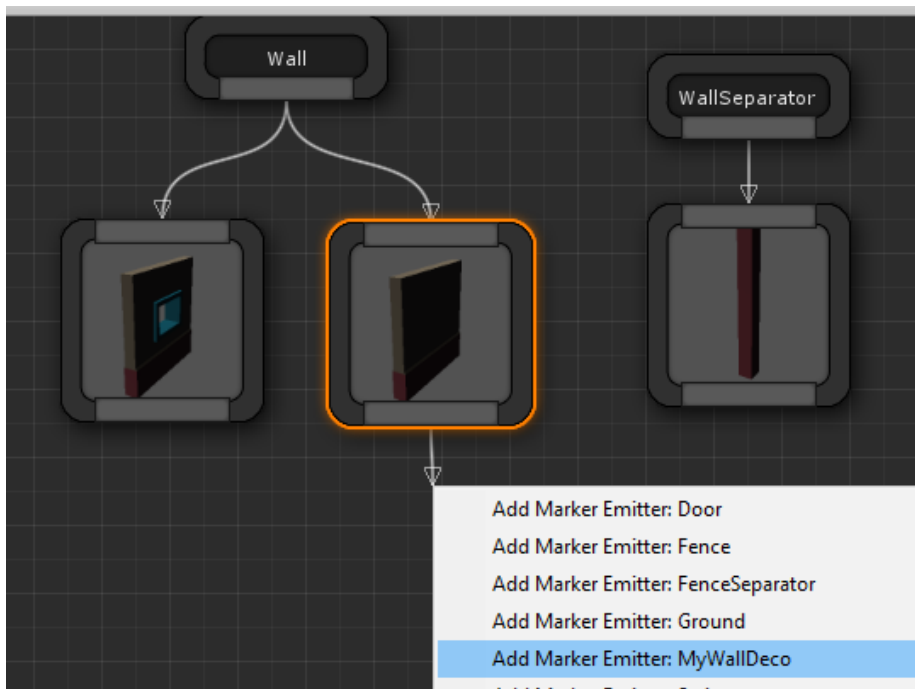 Wall
WallSeparator
Add Marker Emitter: Door
Add Marker Emitter: Fence
Add Marker Emitter: FenceSeparator
Add Marker Emitter: Ground
Add Marker Emitter: MyWallDeco